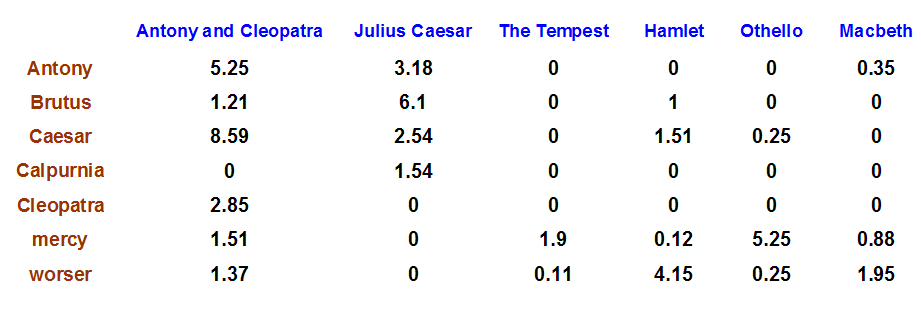 Antony and Cleopatra Julius Caesar The Tempest Hamlet Othello Macbeth
Antony 5.25 3.18 0 0 0 0.35
Brutus 1.21 6.1 0 1 0 0
Caesar 8.59 2.54 0 1.51 0.25 0
Calpurnia 0 1.54 0 0 0 0
Cleopatra 2.85 0 0 0 0 0
mercy 1.51 0 1.9 0.12 5.25 0.88
worser 1.37 0 0.11 4.15 0.25 1.95